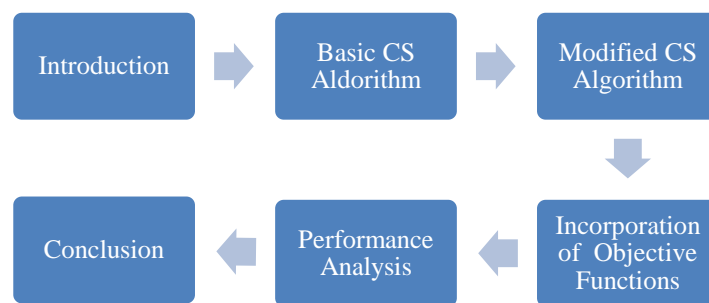 Introduction
Basic CS
Aldorithm
Modified CS
Algorithm
Incorporation
of Objective
Functions
Performance
Analysis
Conclusion